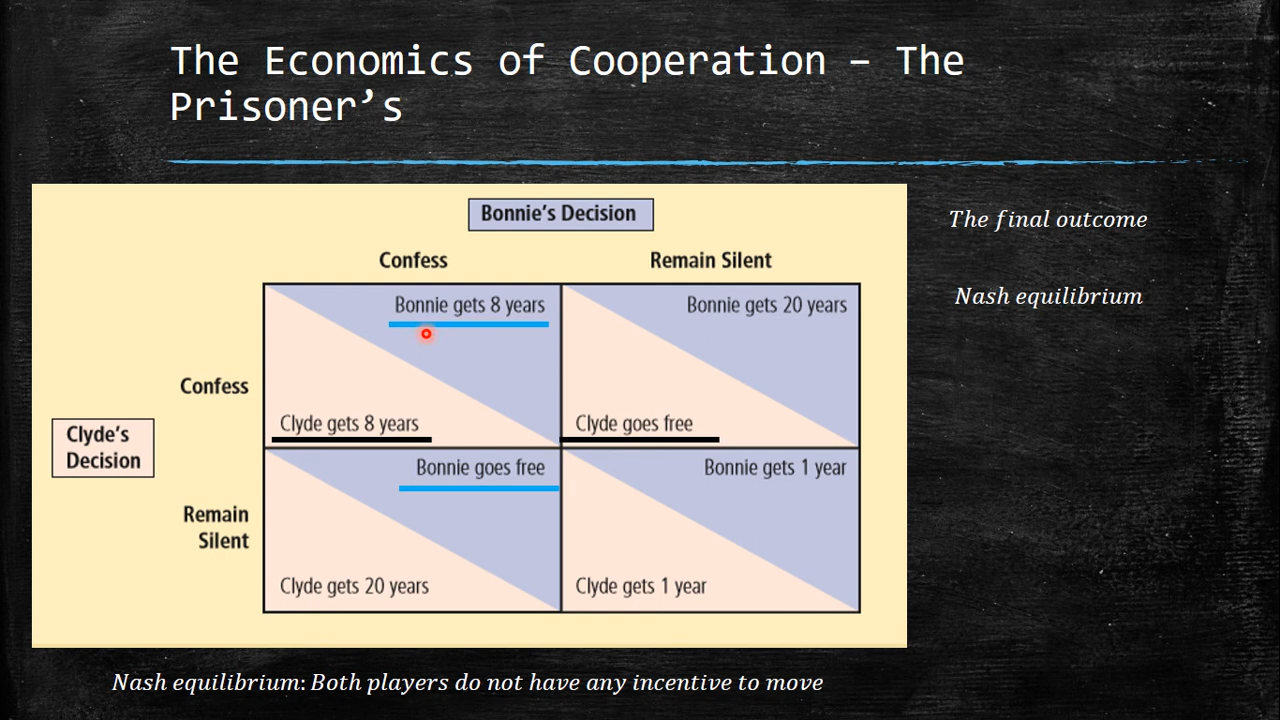 The Economics of Cooperation – The
Prisoner’s
Bonnie’s Decision
Confess
Remain Silent
The final outcome
Nash equilibrium
Clyde’s
Decision
Confess
Bonnie gets 8 years
Clyde gets 8 years
Bonnie gets 20 years
Clyde goes free
Remain
Silent
Bonnie goes free
Clyde gets 20 years
Bonnie gets 1 year
Clyde gets 1 year
Nash equilibrium: Both players do not have any incentive to move